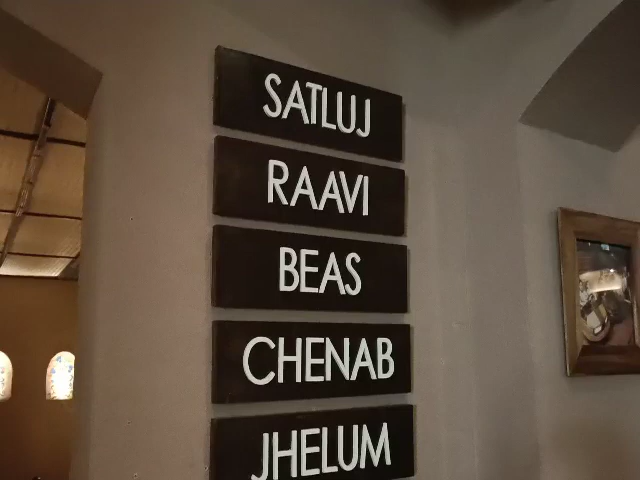 SATLUJ
RAAVI
BEAS
CHENAB
JHELUM